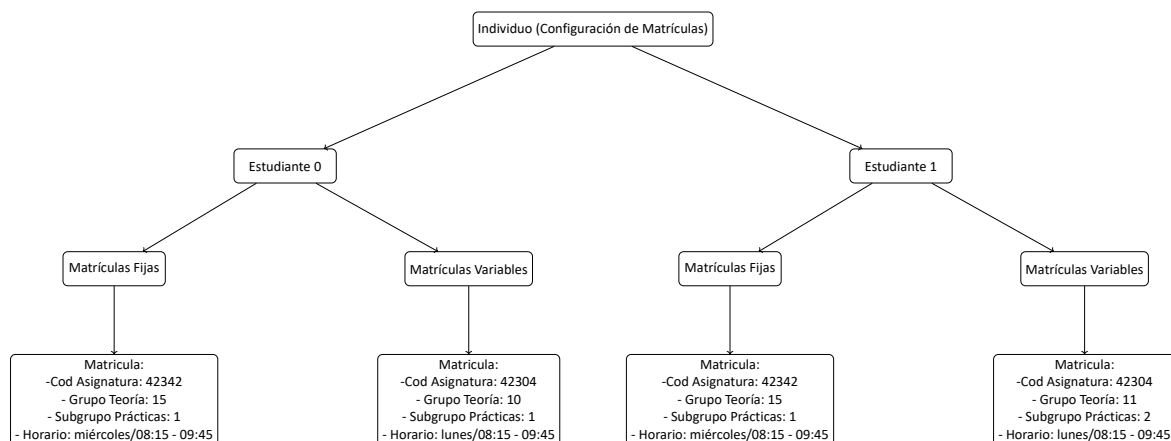 Individuo (Configuración de Matrículas)
Estudiante 0
Estudiante 1
Matrículas Fijas
Matrículas Variables
Matrículas Fijas
Matrículas Variables
Matricula:
-Cod Asignatura: 42342
- Grupo Teoría: 15
- Subgrupo Prácticas: 1
- Horario: miércoles/08:15 - 09:45
Matricula:
-Cod Asignatura: 42304
- Grupo Teoría: 10
- Subgrupo Prácticas: 1
- Horario: lunes/08:15 - 09:45
Matricula:
-Cod Asignatura: 42342
- Grupo Teoría: 15
- Subgrupo Prácticas: 1
- Horario: miércoles/08:15 - 09:45
Matricula:
-Cod Asignatura: 42304
- Grupo Teoría: 11
- Subgrupo Prácticas: 2
- Horario: lunes/08:15 - 09:45